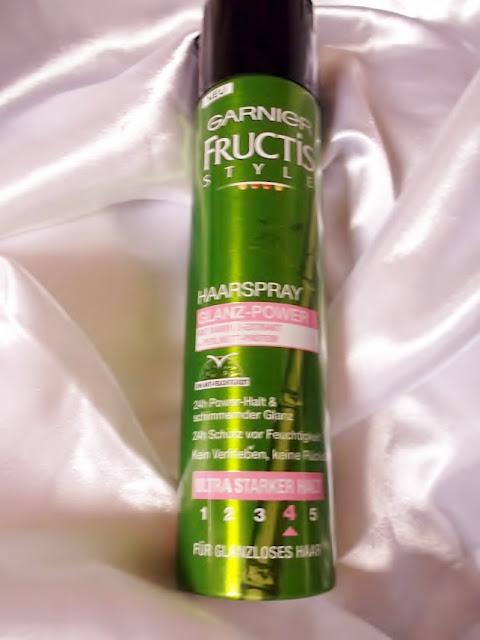 NEU
GARNIER
FRUCTIS
STYLE
HAARSPRAY
GLANZ-POWER
24h Power-Halt &
schimmernder Glanz
24h Schutz vor Feuchtigkeit
Kein Verkleben, keine
ULTRA STARKER HALT
1 2 3 4 5
FÜR GLANZLOSES HAAR